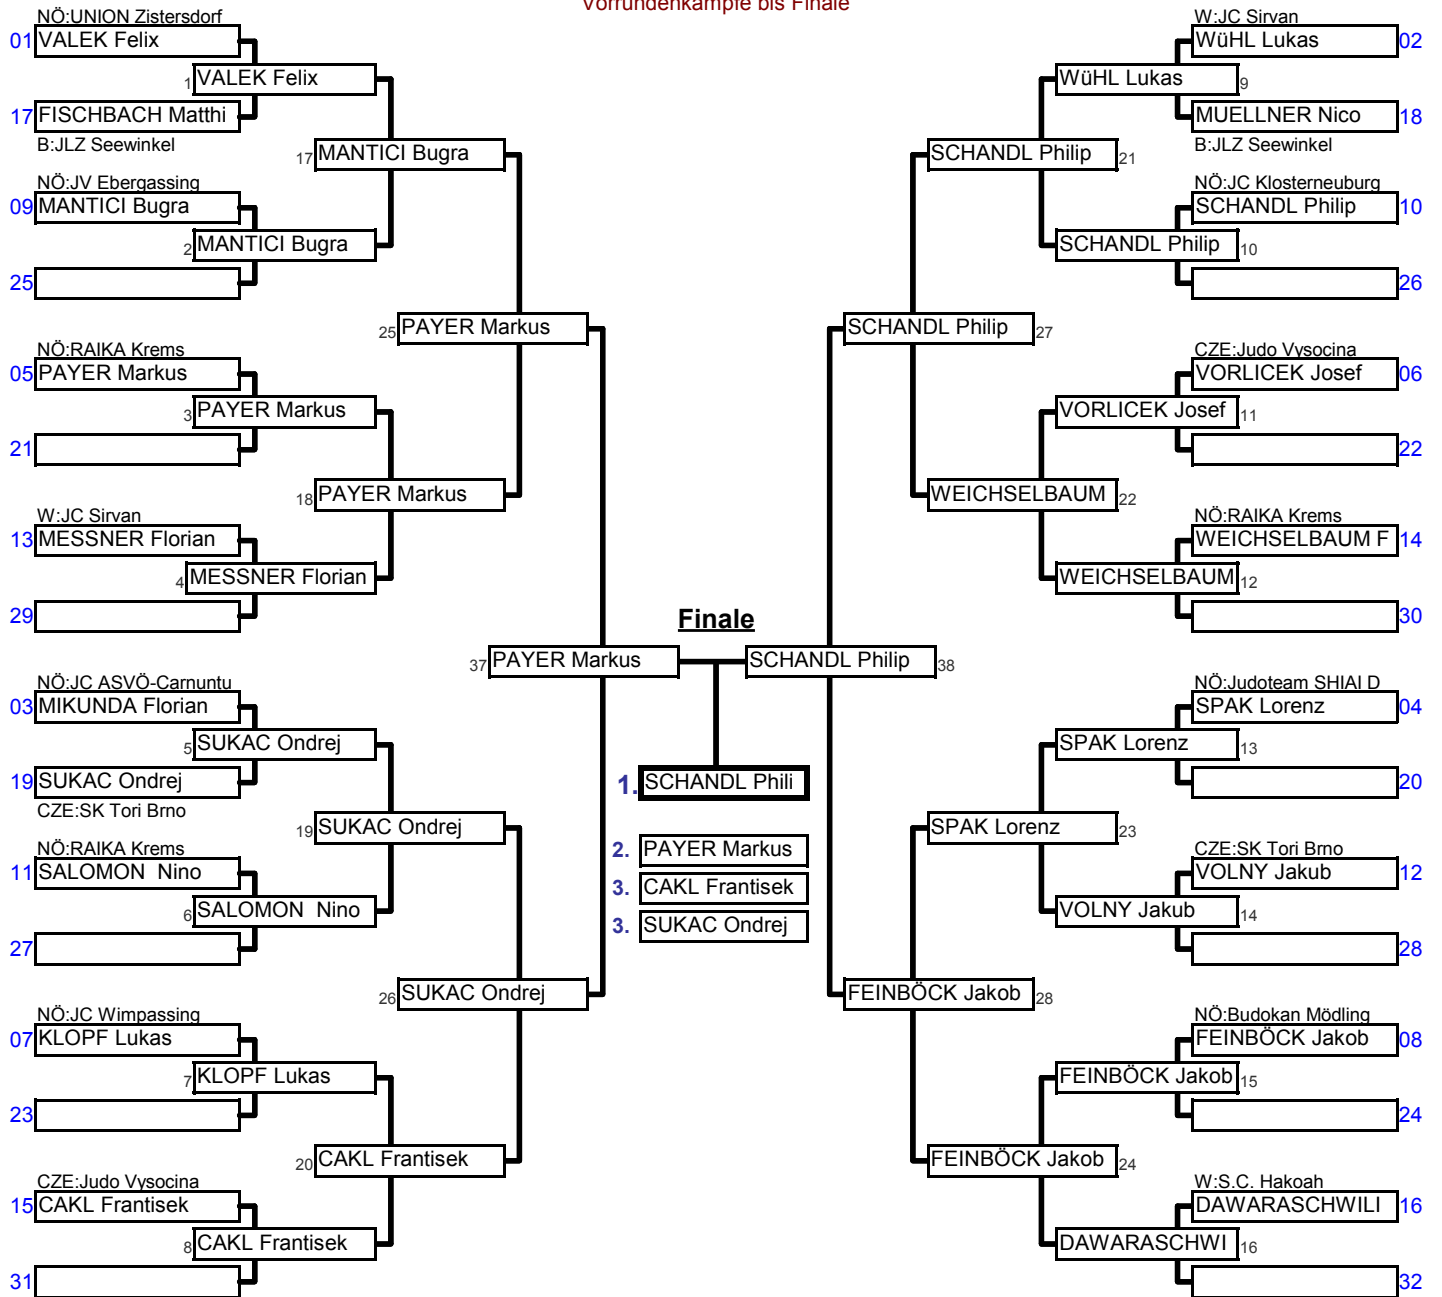 Vorrundenkämpfe bis Finale
NÖ:UNION Zistersdorf
01 VALEK Felix
1 VALEK Felix
17 FISCHBACH Matthi
B:JLZ Seewinkel
17 MANTICI Bugra
NÖ:JV Ebergassing
09 MANTICI Bugra
2 MANTICI Bugra
25
25 PAYER Markus
NÖ:RAIKA Krems
05 PAYER Markus
3 PAYER Markus
21
18 PAYER Markus
W:JC Sirvan
13 MESSNER Florian
4 MESSNER Florian
29
37 PAYER Markus
NÖ:JC ASVÖ-Carnuntu
03 MIKUNDA Florian
5 SUKAC Ondrej
19 SUKAC Ondrej
CZE:SK Tori Brno
19 SUKAC Ondrej
NÖ:RAIKA Krems
11 SALOMON  Nino
6 SALOMON  Nino
27
26 SUKAC Ondrej
NÖ:JC Wimpassing
07 KLOPF Lukas
7 KLOPF Lukas
23
20 CAKL Frantisek
CZE:Judo Vysocina
15 CAKL Frantisek
8 CAKL Frantisek
31
Finale
1. SCHANDL Phili
2. PAYER Markus
3. CAKL Frantisek
3. SUKAC Ondrej
W:JC Sirvan
WüHL Lukas 02
WüHL Lukas 9
MUELLNER Nico 18
B:JLZ Seewinkel
SCHANDL Philip 21
NÖ:JC Klosterneuburg
SCHANDL Philip 10
SCHANDL Philip 10
26
SCHANDL Philip 27
CZE:Judo Vysocina
VORLICEK Josef 06
VORLICEK Josef 11
22
WEICHSELBAUM 22
NÖ:RAIKA Krems
WEICHSELBAUM F 14
WEICHSELBAUM 12
30
SCHANDL Philip 38
NÖ:Judoteam SHIAI D
SPAK Lorenz 04
SPAK Lorenz 13
20
SPAK Lorenz 23
CZE:SK Tori Brno
VOLNY Jakub 12
VOLNY Jakub 14
28
FEINBÖCK Jakob 28
NÖ:Budokan Mödling
FEINBÖCK Jakob 08
FEINBÖCK Jakob 15
24
FEINBÖCK Jakob 24
W:S.C. Hakoah
DAWARASCHWILI 16
DAWARASCHWI 16
32